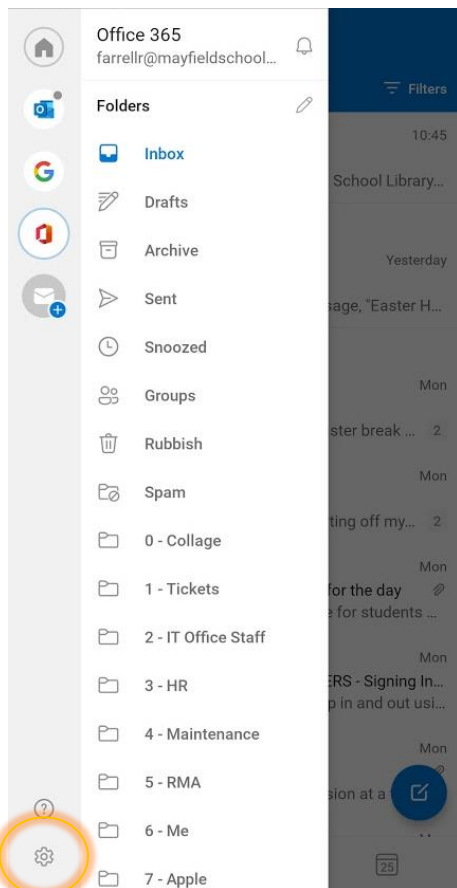 Office 365
farrellr@mayfieldschool...
Folders
Inbox
Drafts
Archive
Sent
Snoozed
Groups
Rubbish
Spam
0 - Collage
1 - Tickets
2 - IT Office Staff
3 - HR
4 - Maintenance
5 - RMA
6 - Me
7 - Apple
Filters
10:45
School Library...
Yesterday
sage, "Easter H...
Mon
ster break ... 2
Mon
ting off my... 2
Mon
for the day
e for students ...
Mon
ERS - Signing In...
p in and out usi...
Mon
sion at a
25